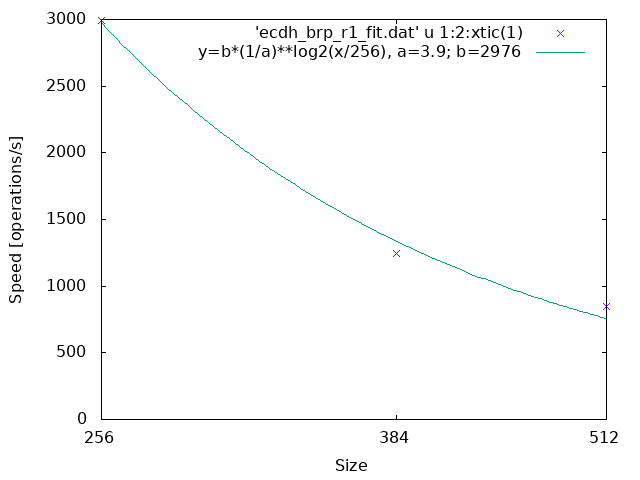 3000
'ecdh_brp_r1_fit.dat' u 1:2:xtic(1)
y=b*(1/a)**log2(x/256), a=3.9; b=2976
2500
2000
1500
1000
500
0
Speed [operations/s]
256 384 512
Size